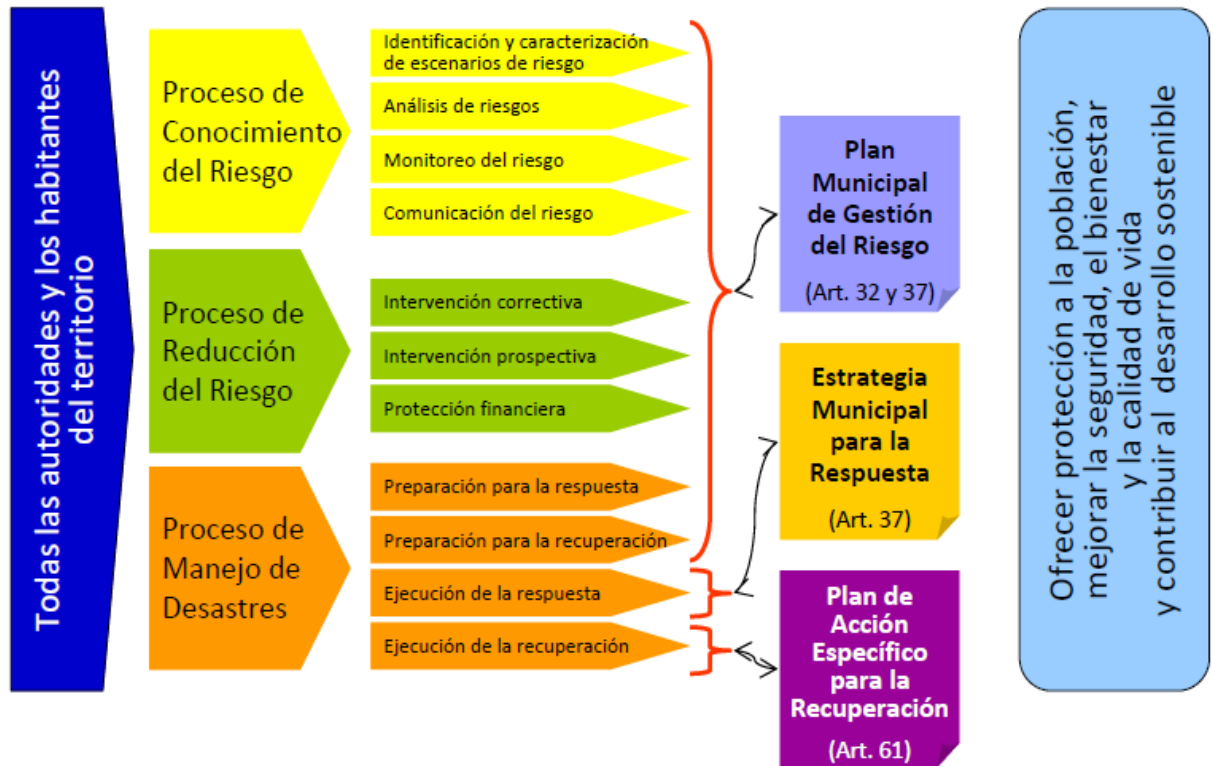 Todas las autoridades y los habitantes
del territorio
Proceso de
Conocimiento
del Riesgo
Identificación y caracterización
de escenarios de riesgo
Análisis de riesgos
Monitoreo del riesgo
Comunicación del riesgo
Proceso de
Reducción
del Riesgo
Intervención correctiva
Intervención prospectiva
Protección financiera
Proceso de
Manejo de
Desastres
Preparación para la respuesta
Preparación para la recuperación
Ejecución de la respuesta
Ejecución de la recuperación
Plan
Municipal
de Gestión
del Riesgo
(Art. 32 y 37)
Estrategia
Municipal
para la
Respuesta
(Art. 37)
Plan de
Acción
Específico
para la
Recuperación
(Art. 61)
Ofrecer protección a la población,
mejorar la seguridad, el bienestar
y la calidad de vida
y contribuir al desarrollo sostenible